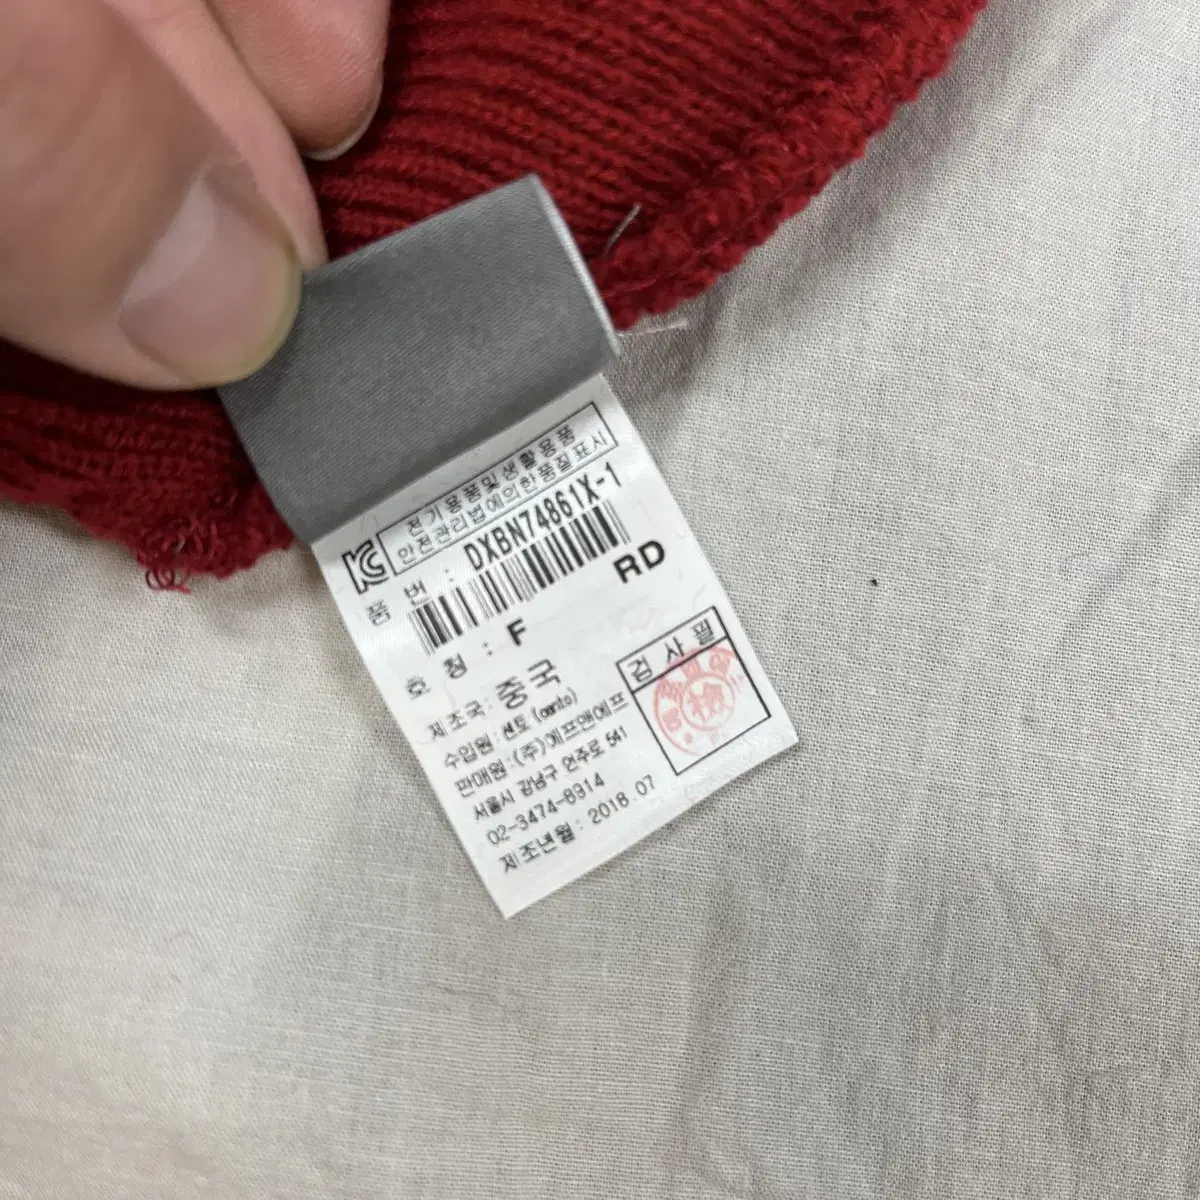 전기용품및생활용품
안전관리법에의한품질표시
품 번 : DXBN74861X-1
RD
호 칭 : F
제조국 : 중국
수입원 : 센토(cento)
판매원 : (주)에프앤에프
서울시 강남구 언주로 541
02-3474-8914
제조년월 : 2018.07
검사필
檢